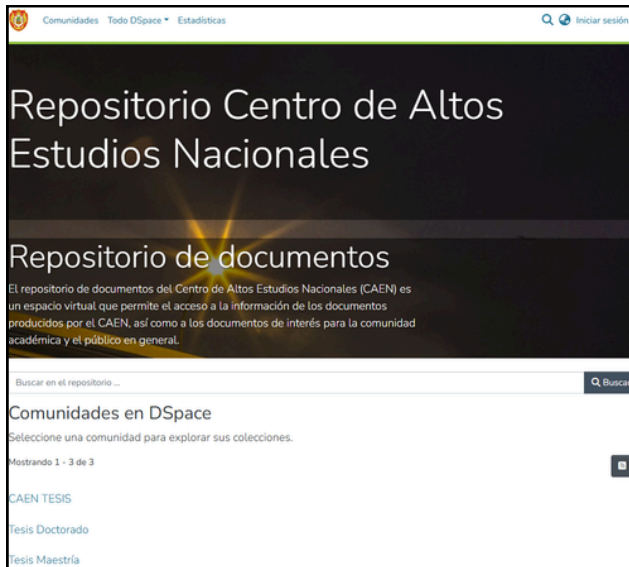 Comunidades Todo DSpace Estadísticas Iniciar sesión
Repositorio Centro de Altos
Estudios Nacionales
Repositorio de documentos
El repositorio de documentos del Centro de Altos Estudios Nacionales (CAEN) es
un espacio virtual que permite el acceso a la información de los documentos
producidos por el CAEN, así como a los documentos de interés para la comunidad
académica y el público en general.
Buscar en el repositorio ... Buscar
Comunidades en DSpace
Seleccione una comunidad para explorar sus colecciones.
Mostrando 1 - 3 de 3
CAEN TESIS
Tesis Doctorado
Tesis Maestría